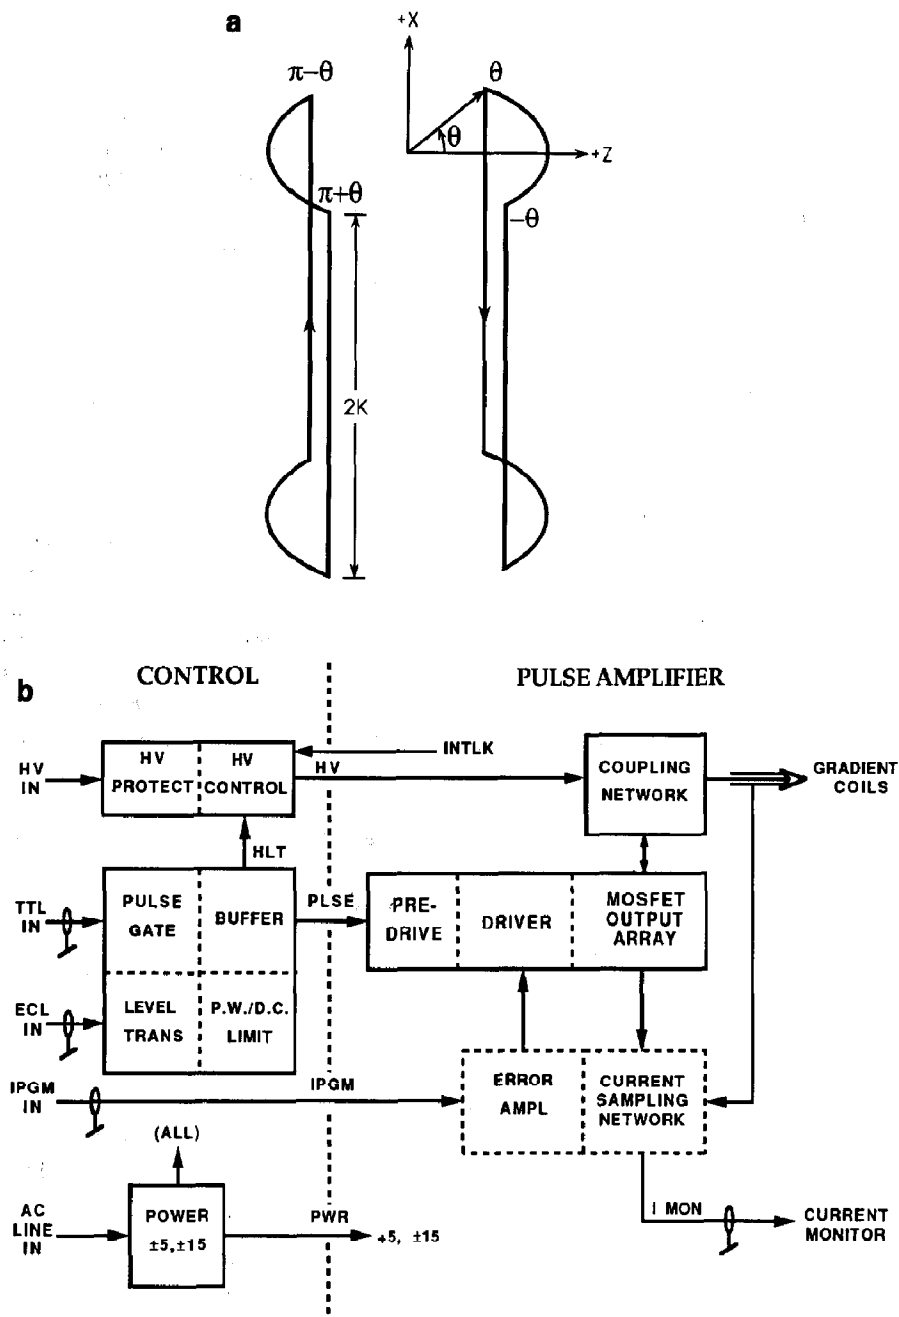 a
+X
π−θ
θ
θ
+Z
π+θ
−θ
2K
b
CONTROL
PULSE AMPLIFIER
HV
IN
HV
PROTECT
HV
CONTROL
INTLK
HV
COUPLING
NETWORK
GRADIENT
COILS
HLT
TTL
IN
PULSE
GATE
BUFFER
PLSE
PRE-
DRIVE
DRIVER
MOSFET
OUTPUT
ARRAY
ECL
IN
LEVEL
TRANS
P.W./D.C.
LIMIT
IPGM
IN
IPGM
ERROR
AMPL
CURRENT
SAMPLING
NETWORK
(ALL)
AC
LINE
IN
POWER
±5,±15
PWR
+5, ±15
I MON
CURRENT
MONITOR